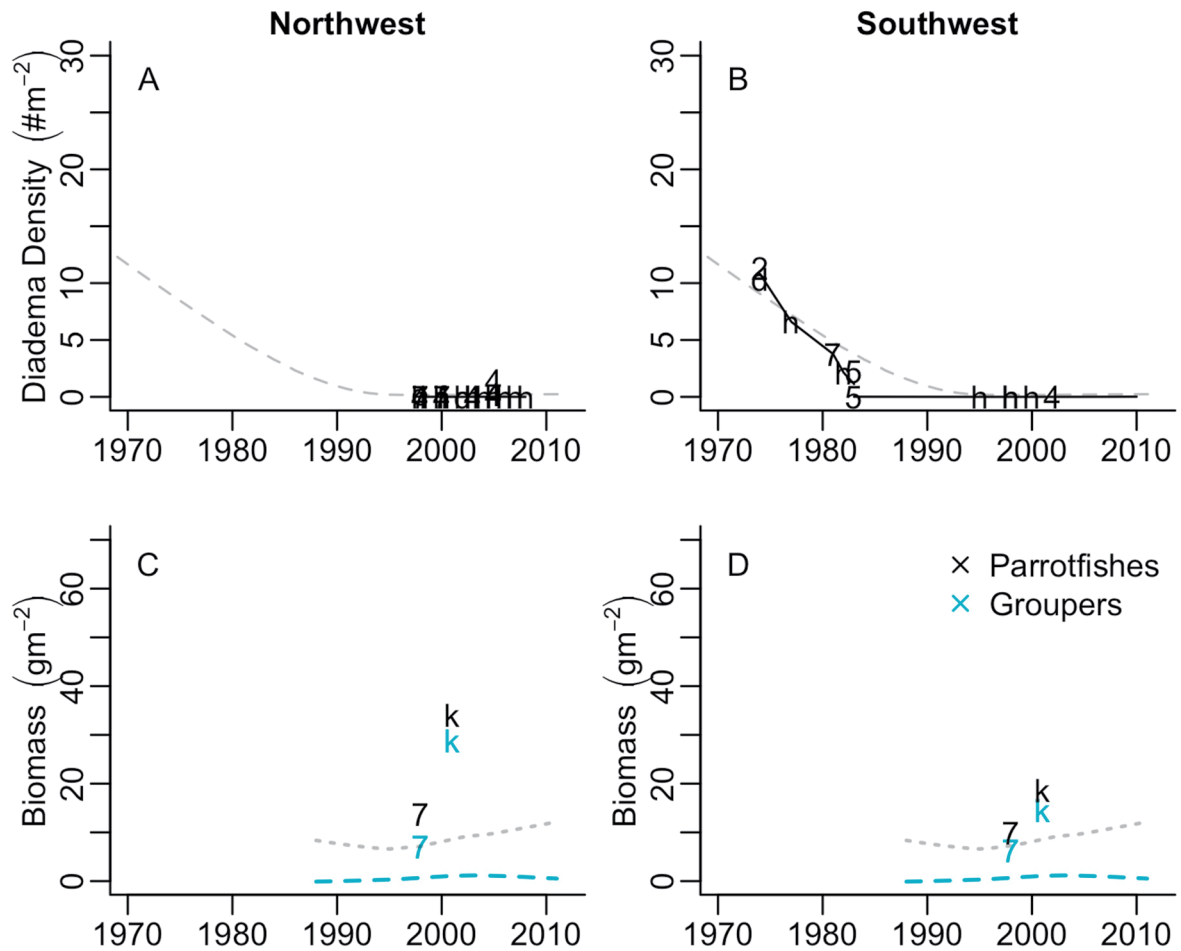 Northwest Southwest
A B
Diadema Density (#m−2)
0 5 10 20 30
0 5 10 20 30
2
7
h
5
5
h h h 4
4
1970 1980 1990 2000 2010
1970 1980 1990 2000 2010
C D
× Parrotfishes
× Groupers
Biomass (gm−2)
Biomass (gm−2)
0 20 40 60
0 20 40 60
k
k
7
7
k
k
7
7
1970 1980 1990 2000 2010
1970 1980 1990 2000 2010